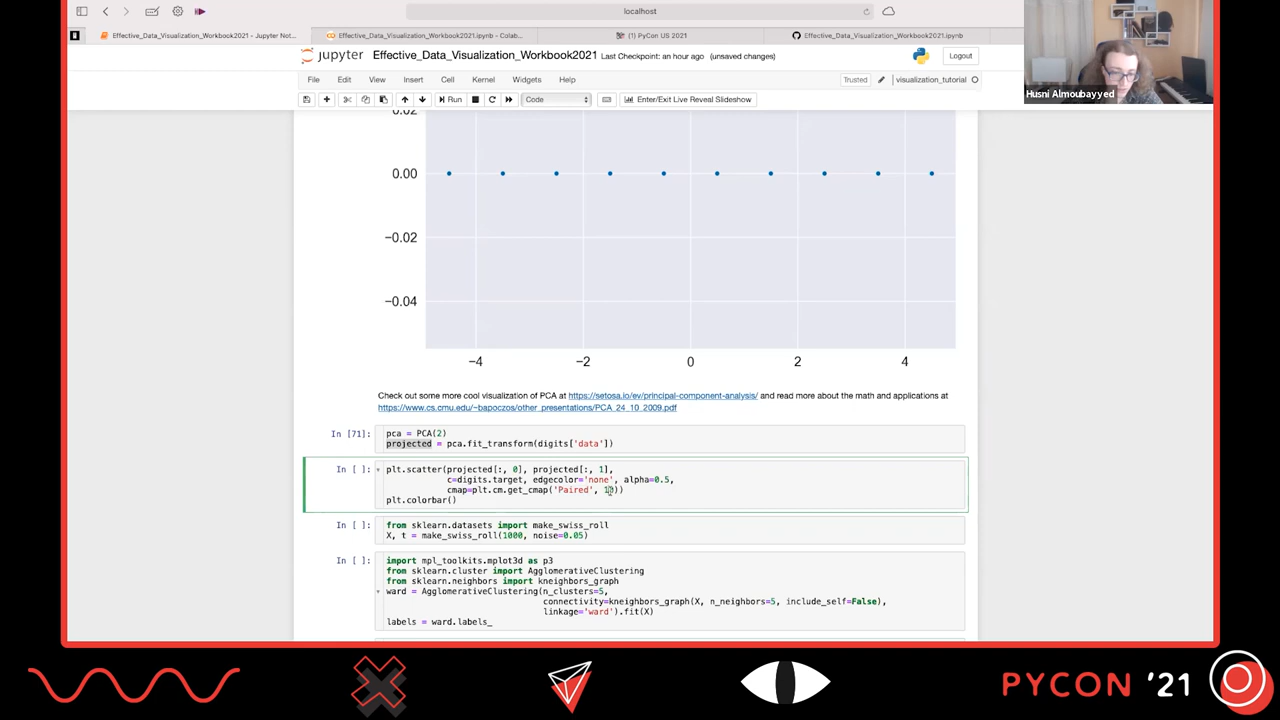 localhost
Effective_Data_Visualization_Workbook2021 - Jupyter Not...
Effective_Data_Visualization_Workbook2021.ipynb - Colab...
(1) PyCon US 2021
Effective_Data_Visualization_Workbook2021.ipynb
jupyter Effective_Data_Visualization_Workbook2021 Last Checkpoint: an hour ago (unsaved changes)
Logout
File Edit View Insert Cell Kernel Widgets Help
Trusted
visualization_tutorial
Run
Code
Enter/Exit Live Reveal Slideshow
Husni Almoubayyed
0.02
0.00
−0.02
−0.04
−4 −2 0 2 4
Check out some more cool visualization of PCA at https://setosa.io/ev/principal-component-analysis/ and read more about the math and applications at
https://www.cs.cmu.edu/~bapoczos/other_presentations/PCA_24_10_2009.pdf
In [71]: pca = PCA(2)
projected = pca.fit_transform(digits['data'])
In [ ]: plt.scatter(projected[:, 0], projected[:, 1],
c=digits.target, edgecolor='none', alpha=0.5,
cmap=plt.cm.get_cmap('Paired', 10))
plt.colorbar()
In [ ]: from sklearn.datasets import make_swiss_roll
X, t = make_swiss_roll(1000, noise=0.05)
In [ ]: import mpl_toolkits.mplot3d as p3
from sklearn.cluster import AgglomerativeClustering
from sklearn.neighbors import kneighbors_graph
ward = AgglomerativeClustering(n_clusters=5,
connectivity=kneighbors_graph(X, n_neighbors=5, include_self=False),
linkage='ward').fit(X)
labels = ward.labels_
PYCON '21